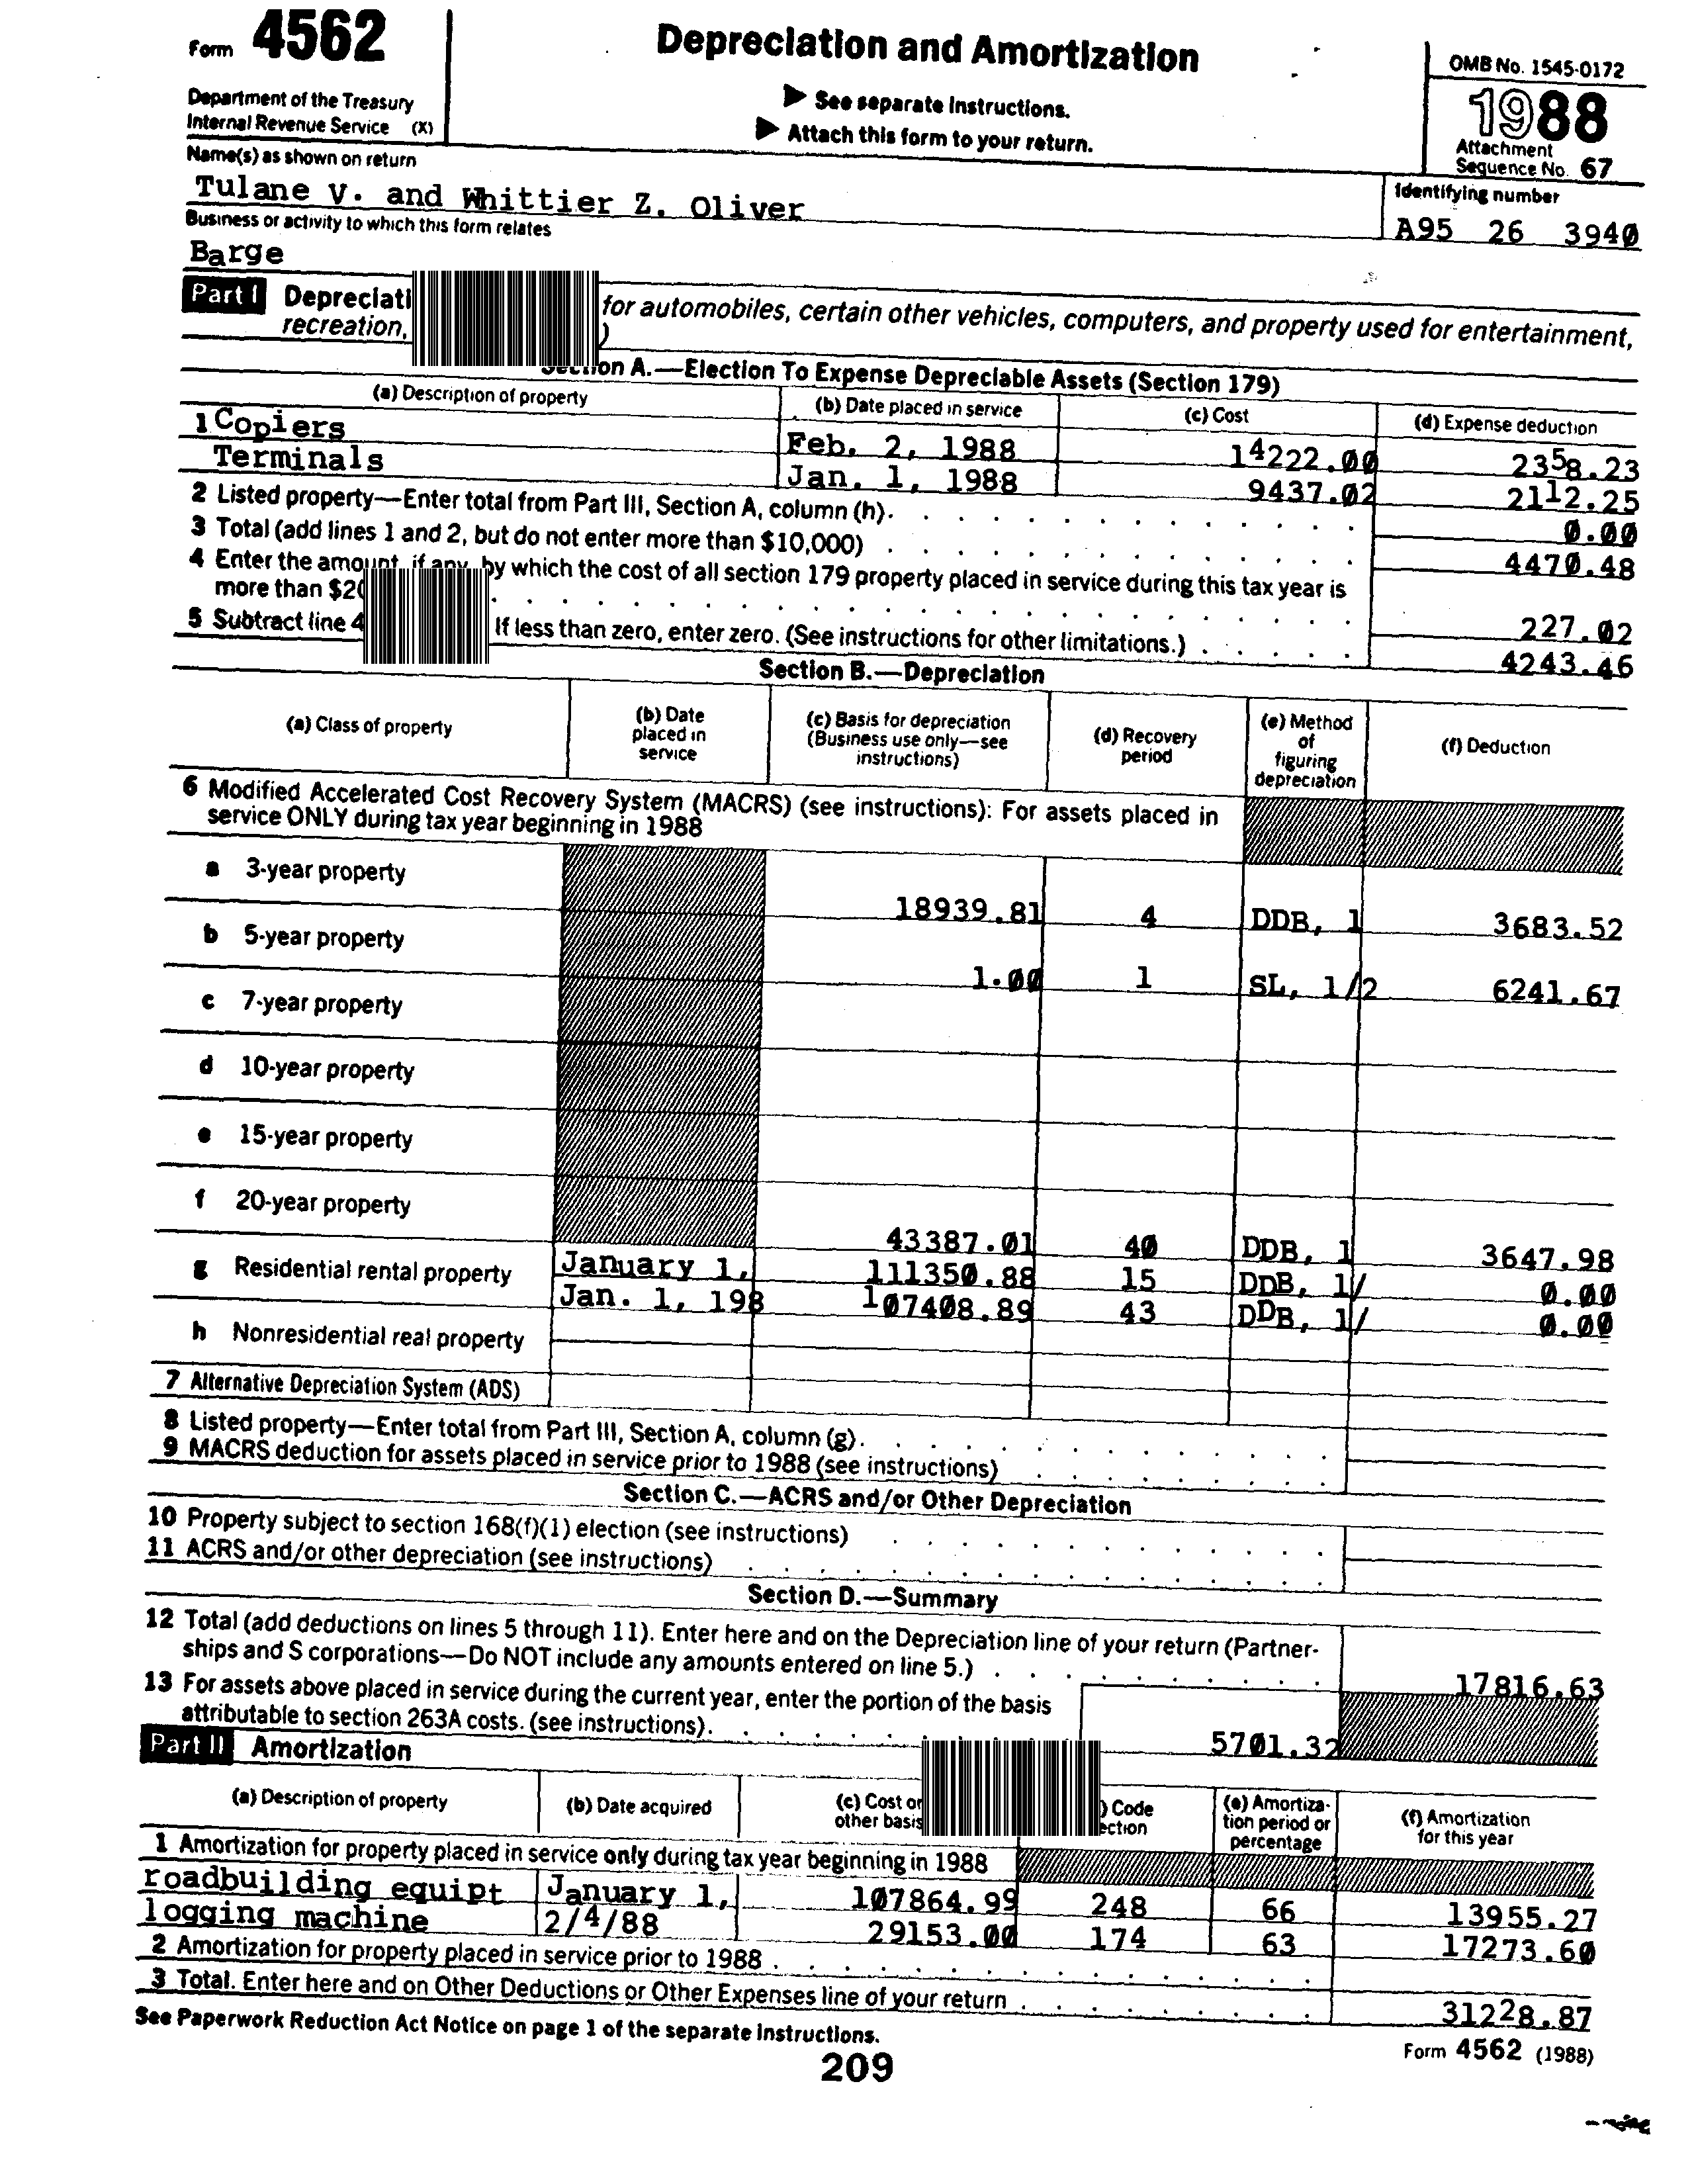 Form 4562
Depreciation and Amortization
OMB No. 1545-0172
Department of the Treasury
Internal Revenue Service (X)
▶ See separate instructions.
▶ Attach this form to your return.
1988
Attachment
Sequence No. 67
Name(s) as shown on return
Tulane V. and Whittier Z. Oliver
Identifying number
A95 26 3940
Business or activity to which this form relates
Barge
Part I for automobiles, certain other vehicles, computers, and property used for entertainment,
recreation, )
on A.—Election To Expense Depreciable Assets (Section 179)
(a) Description of property (b) Date placed in service (c) Cost (d) Expense deduction
1 Copiers Feb. 2, 1988 14222.00 2358.23
Terminals Jan. 1, 1988 9437.02 2112.25
2 Listed property—Enter total from Part III, Section A, column (h). 0.00
3 Total (add lines 1 and 2, but do not enter more than $10,000) 4470.48
4 Enter the amount, if any, by which the cost of all section 179 property placed in service during this tax year is
more than 227.02
5 Subtract line 4 If less than zero, enter zero. (See instructions for other limitations.) 4243.46
Section B.—Depreciation
(a) Class of property
(b) Date placed in service
(c) Basis for depreciation (Business use only—see instructions)
(d) Recovery period
(e) Method of figuring depreciation
(f) Deduction
6 Modified Accelerated Cost Recovery System (MACRS) (see instructions): For assets placed in
service ONLY during tax year beginning in 1988
a 3-year property 18939.81 4 DDB, 1 3683.52
b 5-year property 1.00 1 SL, 1/2 6241.67
c 7-year property
d 10-year property
e 15-year property
f 20-year property 43387.01 40 DDB, 1 3647.98
g Residential rental property January 1, 111350.88 15 DDB, 1/ 0.00
Jan. 1, 198 107408.89 43 DDB, 1/ 0.00
h Nonresidential real property
7 Alternative Depreciation System (ADS)
8 Listed property—Enter total from Part III, Section A, column (g).
9 MACRS deduction for assets placed in service prior to 1988 (see instructions)
Section C.—ACRS and/or Other Depreciation
10 Property subject to section 168(f)(1) election (see instructions)
11 ACRS and/or other depreciation (see instructions)
Section D.—Summary
12 Total (add deductions on lines 5 through 11). Enter here and on the Depreciation line of your return (Partner-
ships and S corporations—Do NOT include any amounts entered on line 5.) 17816.63
13 For assets above placed in service during the current year, enter the portion of the basis
attributable to section 263A costs. (see instructions). 5701.32
Part II Amortization
(a) Description of property
(b) Date acquired
(c) Cost or other basis
Code
(e) Amortiza-
tion period or
percentage
(f) Amortization
for this year
1 Amortization for property placed in service only during tax year beginning in 1988
roadbuilding equipt January 1, 107864.99 248 66 13955.27
logging machine 2/4/88 29153.00 174 63 17273.60
2 Amortization for property placed in service prior to 1988
3 Total. Enter here and on Other Deductions or Other Expenses line of your return 31228.87
See Paperwork Reduction Act Notice on page 1 of the separate instructions.
Form 4562 (1988)
209